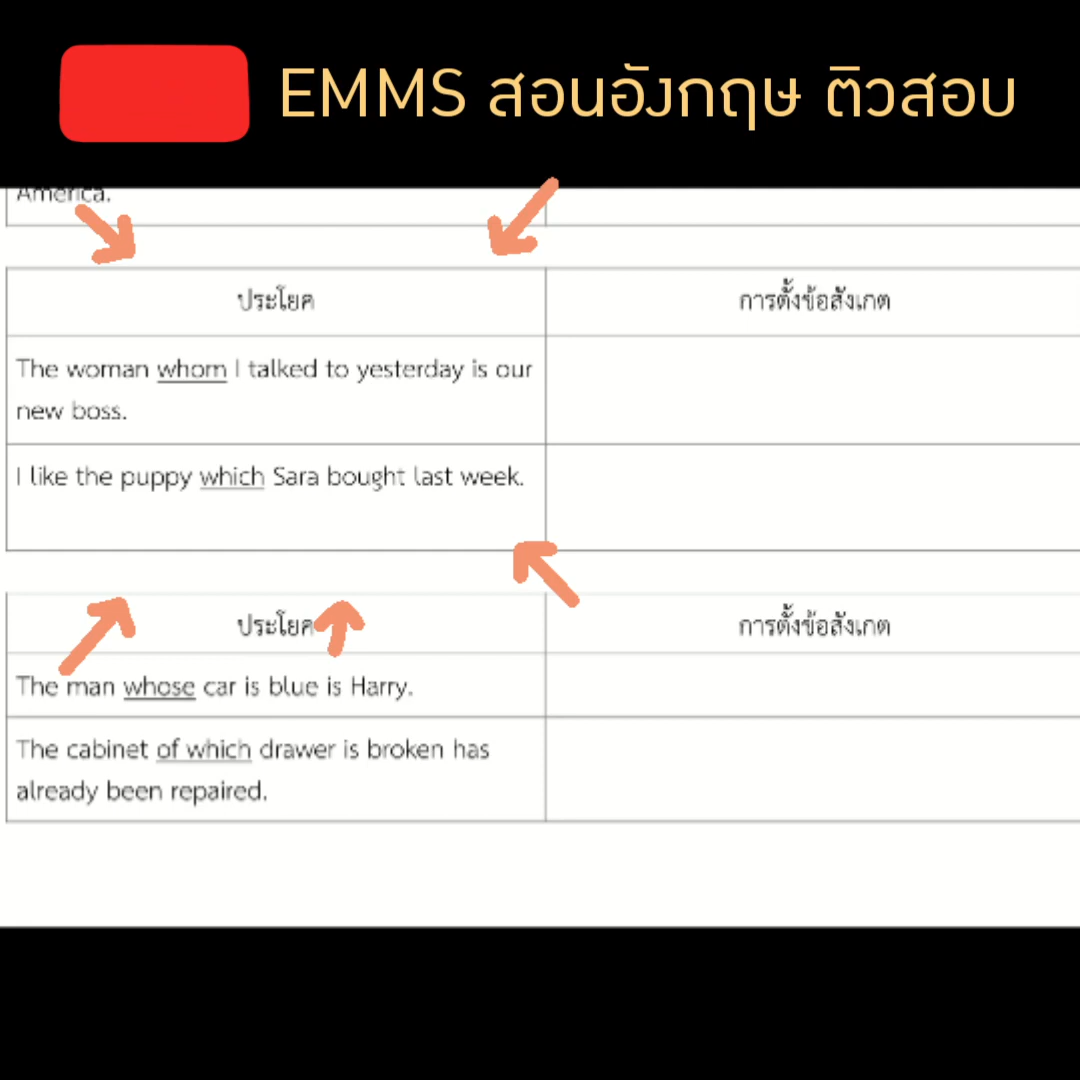 EMMS สอนอังกฤษ ติวสอบ
America.
ประโยค การตั้งข้อสังเกต
The woman whom I talked to yesterday is our
new boss.
I like the puppy which Sara bought last week.
ประโยค การตั้งข้อสังเกต
The man whose car is blue is Harry.
The cabinet of which drawer is broken has
already been repaired.